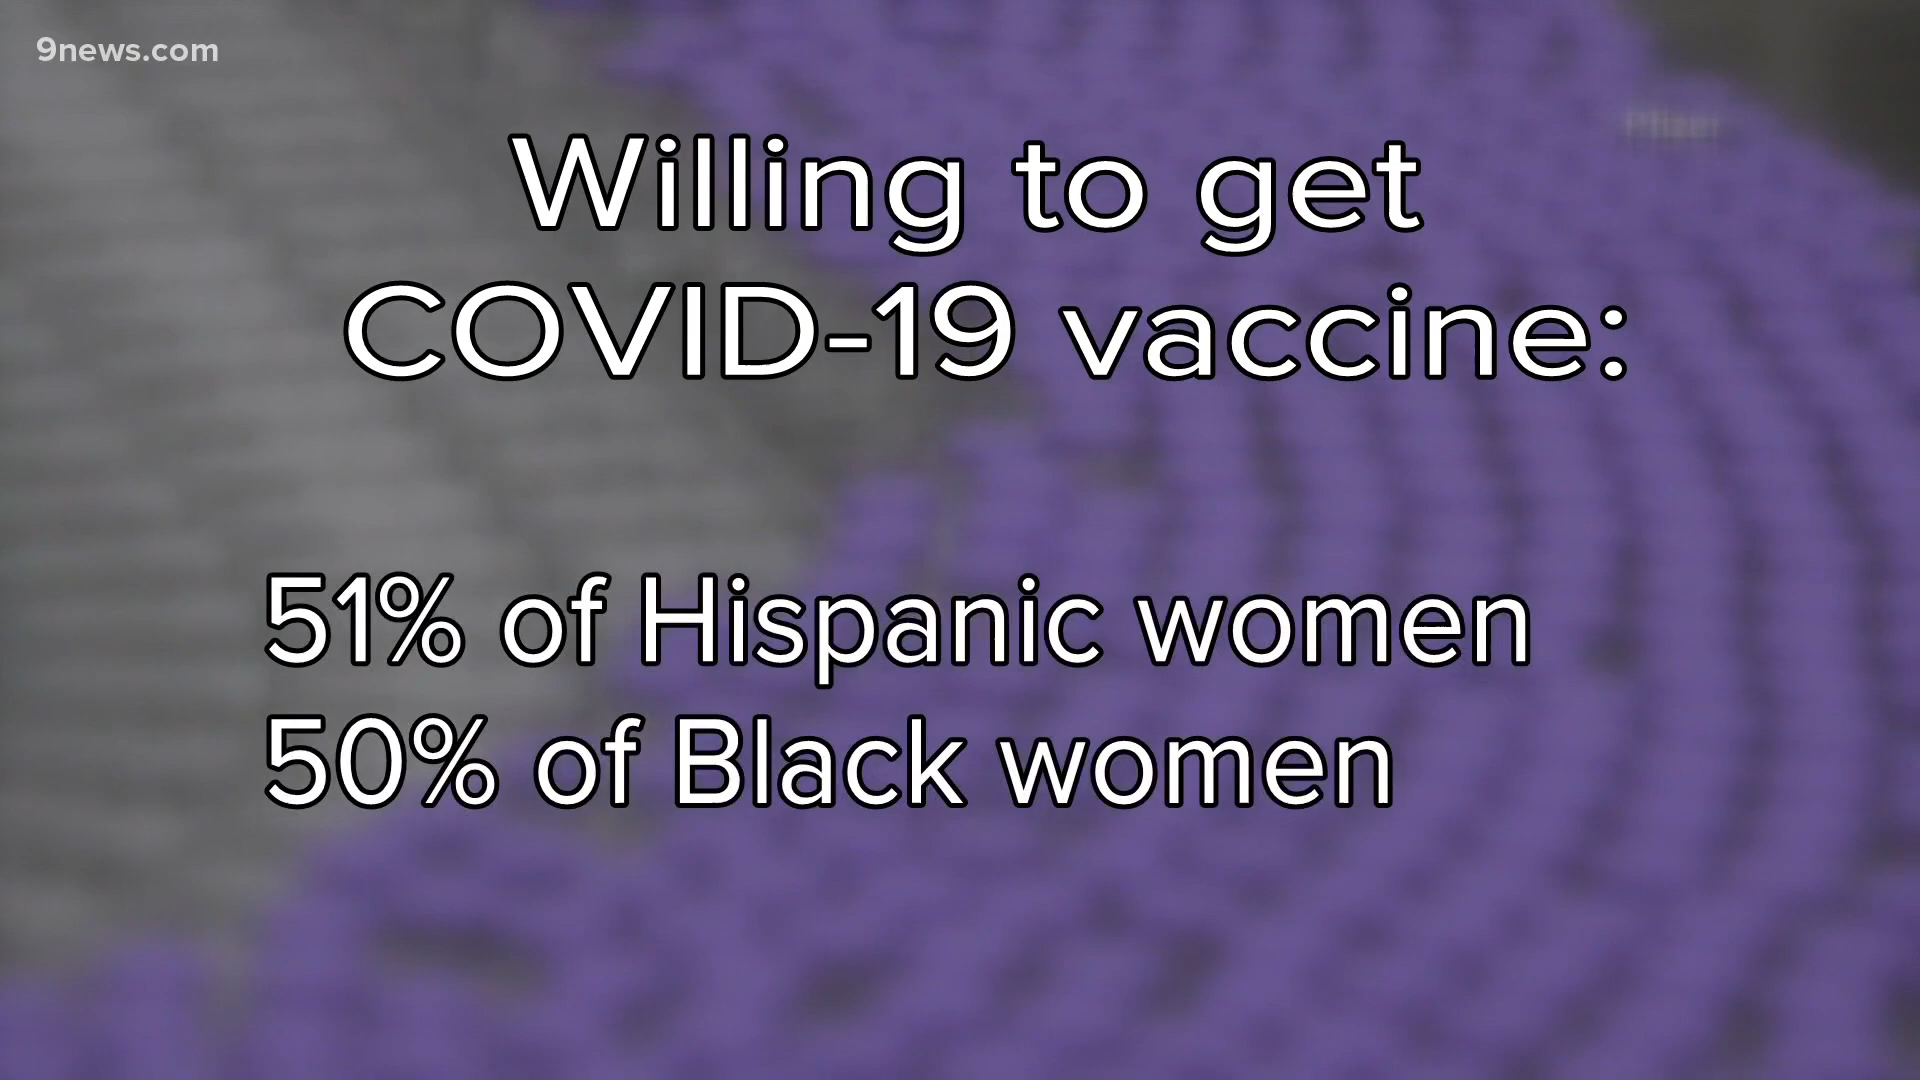 9news.com
Willing to get
COVID-19 vaccine:
51% of Hispanic women
50% of Black women